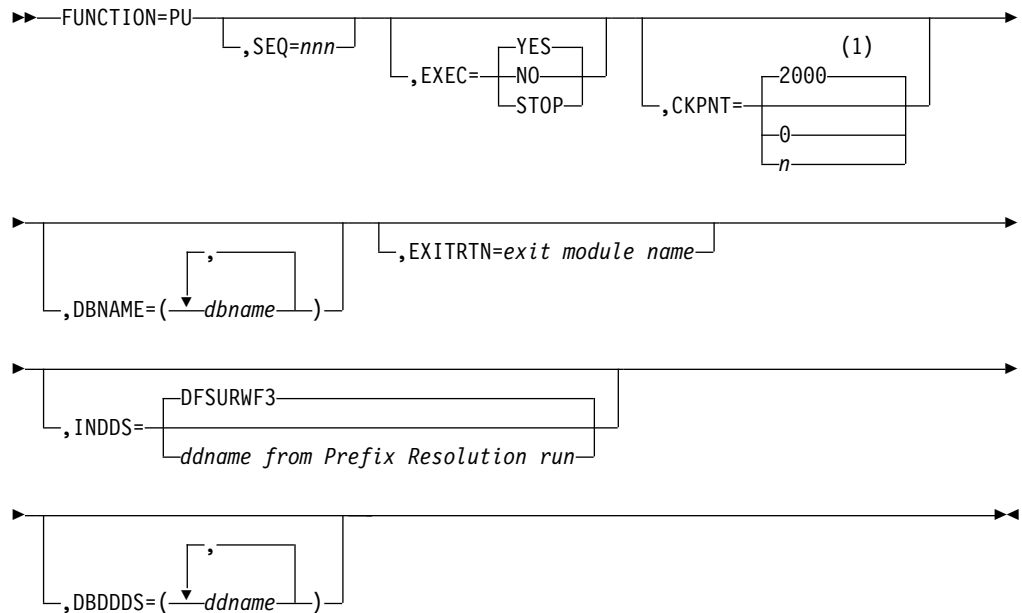 FUNCTION=PU
,SEQ=nnn
,EXEC=
YES
NO
STOP
(1)
,CKPNT=
2000
0
n
,
,DBNAME=( dbname )
,EXITRTN=exit module name
,INDDS=
DFSURWF3
ddname from Prefix Resolution run
,
,DBDDDS=( ddname )